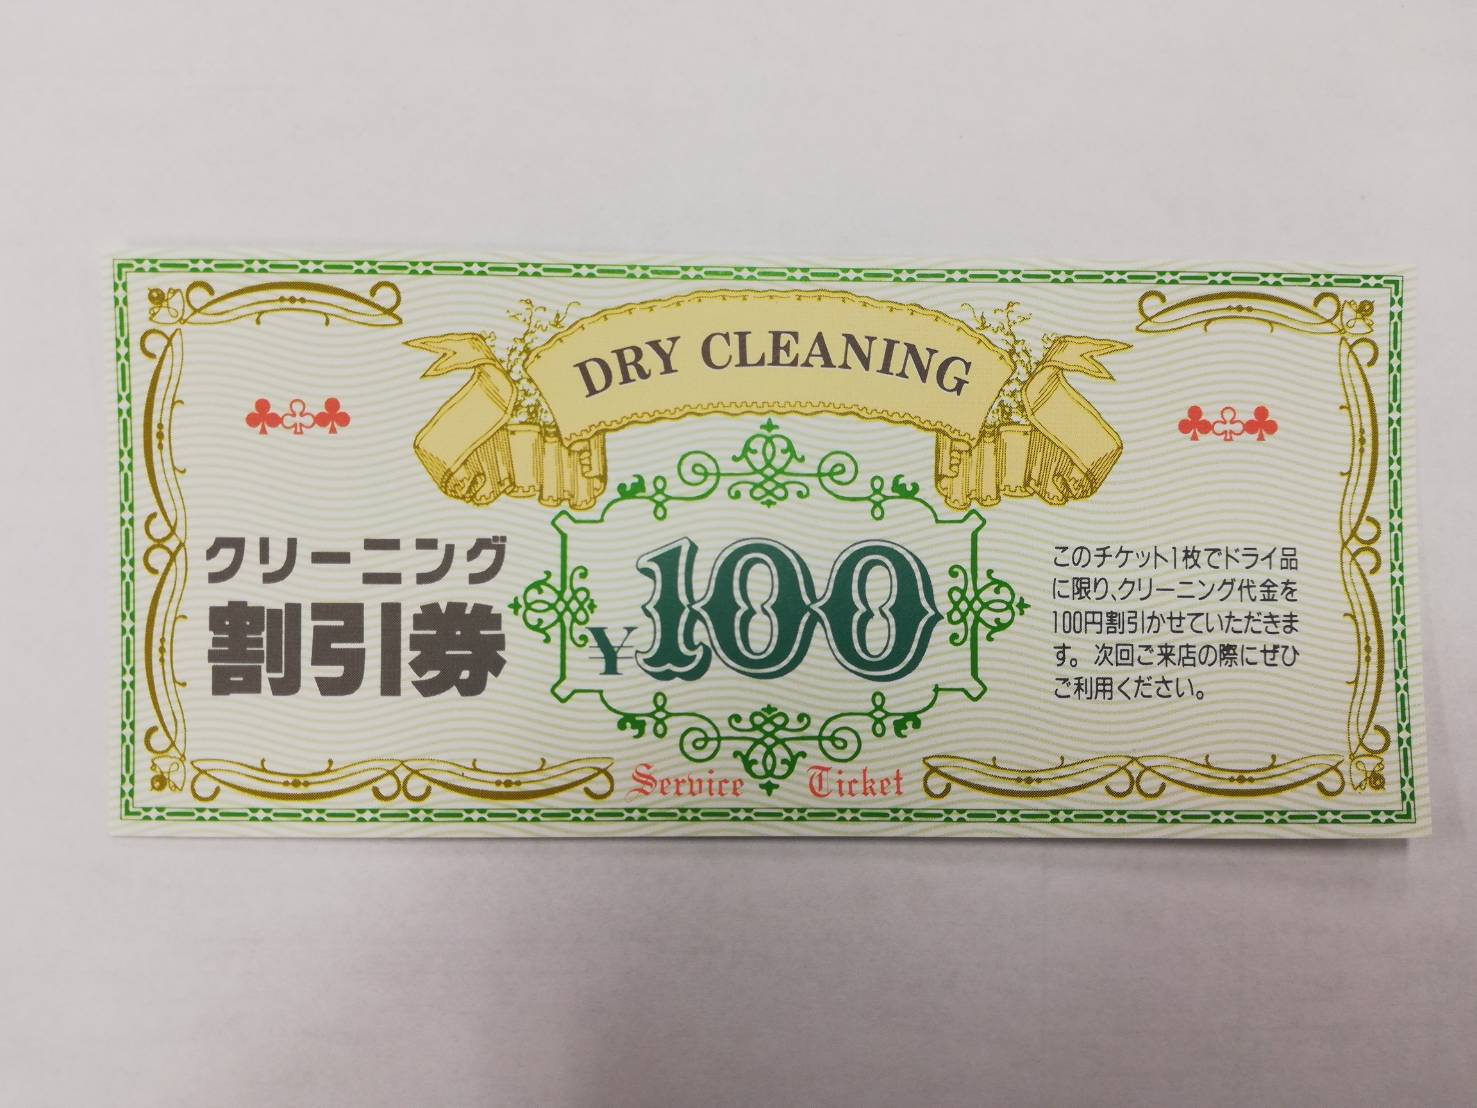 DRY CLEANING
クリーニング
割引券
¥100
このチケット1枚でドライ品
に限り、クリーニング代金を
100円割引かせていただきま
す。次回ご来店の際にぜひ
ご利用ください。
Service Ticket